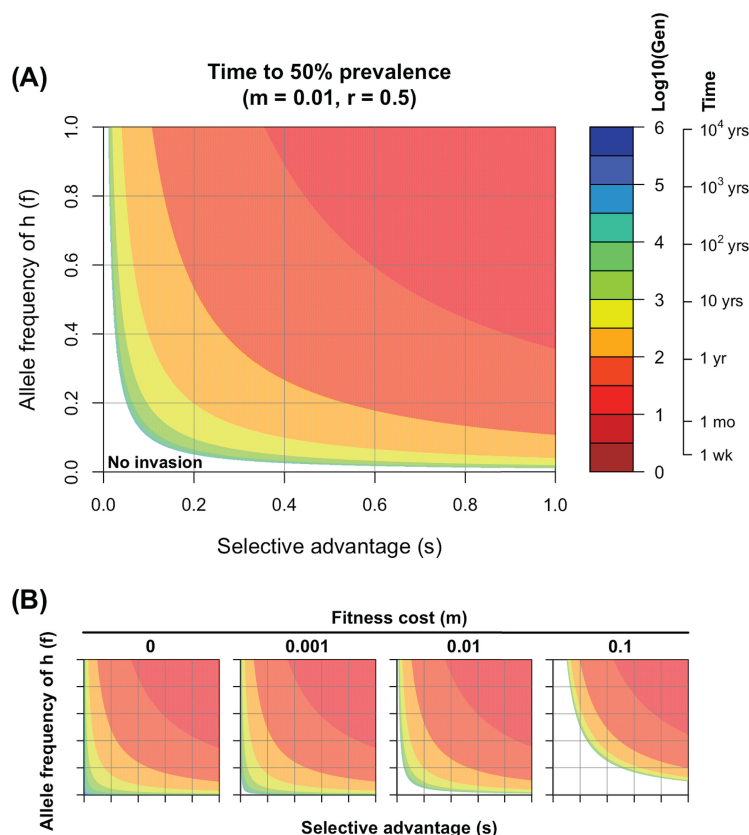 (A)
Time to 50% prevalence
(m = 0.01, r = 0.5)
Allele frequency of h (f)
1.0
0.8
0.6
0.4
0.2
0.0
No invasion
0.0 0.2 0.4 0.6 0.8 1.0
Selective advantage (s)
Log10(Gen)
6
5
4
3
2
1
0
Time
10⁴ yrs
10³ yrs
10² yrs
10 yrs
1 yr
1 mo
1 wk
(B)
Fitness cost (m)
0 0.001 0.01 0.1
Allele frequency of h (f)
Selective advantage (s)